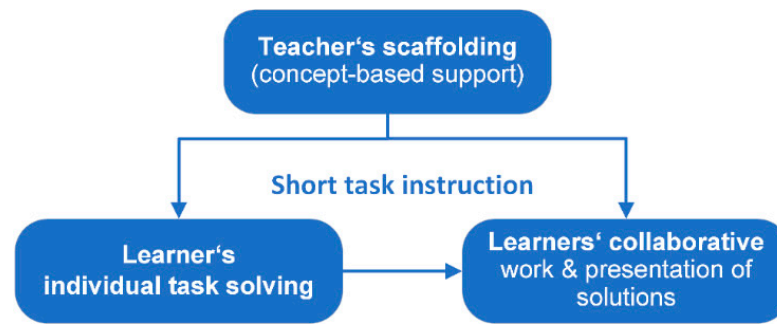 Teacher‘s scaffolding
(concept-based support)
Short task instruction
Learner‘s
individual task solving
Learners‘ collaborative
work & presentation of
solutions